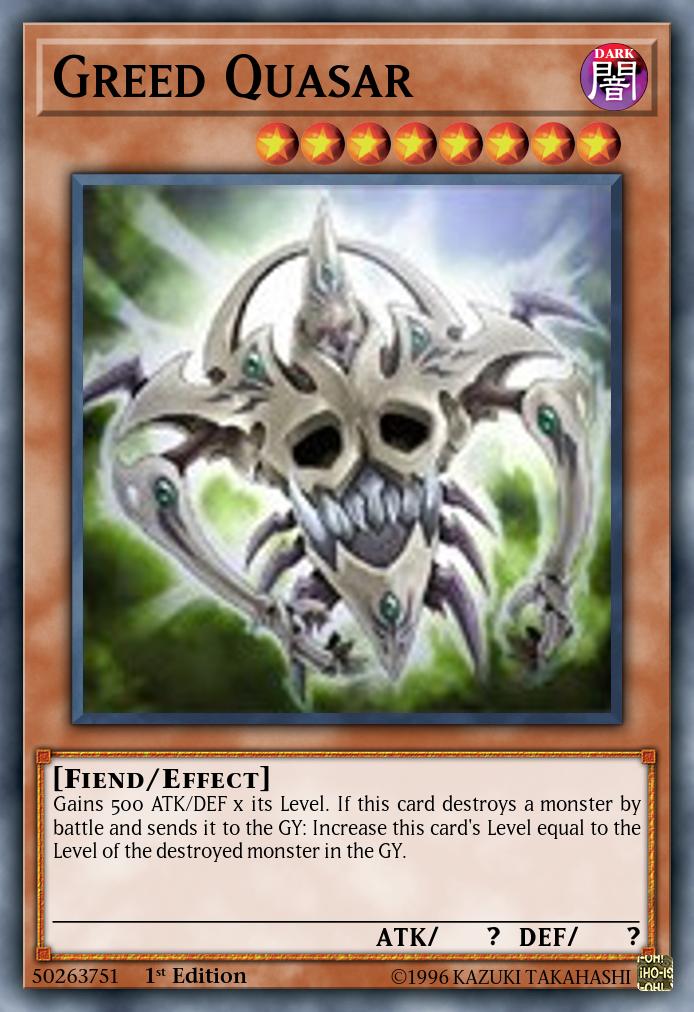 Greed Quasar
DARK
闇
[Fiend/Effect]
Gains 500 ATK/DEF x its Level. If this card destroys a monster by
battle and sends it to the GY: Increase this card's Level equal to the
Level of the destroyed monster in the GY.
ATK/ ? DEF/ ?
50263751 1st Edition ©1996 KAZUKI TAKAHASHI